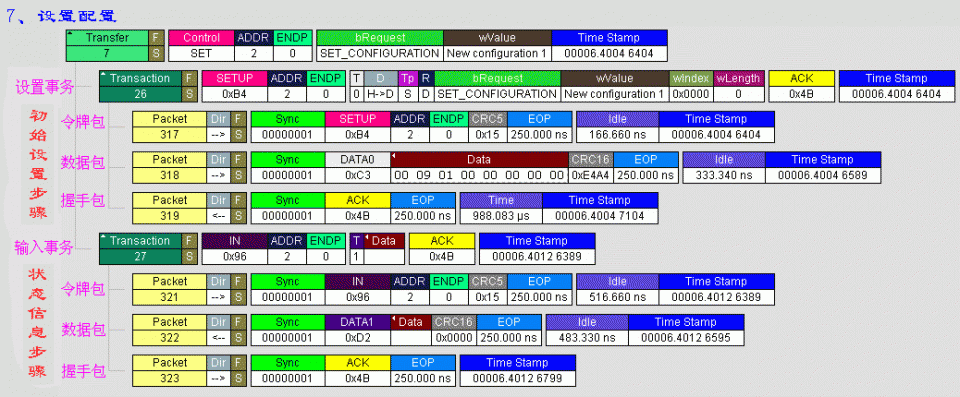 7、设置配置
Transfer F Control ADDR ENDP bRequest wValue Time Stamp
7 S SET 2 0 SET_CONFIGURATION New configuration 1 00006.4004 6404
设置事务 Transaction F SETUP ADDR ENDP T D Tp R bRequest wValue wIndex wLength ACK Time Stamp
26 S 0xB4 2 0 0 H->D S D SET_CONFIGURATION New configuration 1 0x0000 0 0x4B 00006.4004 6404
初始设置步骤
令牌包 Packet Dir F Sync SETUP ADDR ENDP CRC5 EOP Idle Time Stamp
317 --> S 00000001 0xB4 2 0 0x15 250.000 ns 166.660 ns 00006.4004 6404
数据包 Packet Dir F Sync DATA0 Data CRC16 EOP Idle Time Stamp
318 --> S 00000001 0xC3 00 09 01 00 00 00 00 00 0xE4A4 250.000 ns 333.340 ns 00006.4004 6589
握手包 Packet Dir F Sync ACK EOP Time Time Stamp
319 <-- S 00000001 0x4B 250.000 ns 988.083 µs 00006.4004 7104
输入事务 Transaction F IN ADDR ENDP T Data ACK Time Stamp
27 S 0x96 2 0 1 0x4B 00006.4012 6389
状态信息步骤
令牌包 Packet Dir F Sync IN ADDR ENDP CRC5 EOP Idle Time Stamp
321 --> S 00000001 0x96 2 0 0x15 250.000 ns 516.660 ns 00006.4012 6389
数据包 Packet Dir F Sync DATA1 Data CRC16 EOP Idle Time Stamp
322 <-- S 00000001 0xD2 0x0000 250.000 ns 483.330 ns 00006.4012 6595
握手包 Packet Dir F Sync ACK EOP Time Stamp
323 --> S 00000001 0x4B 250.000 ns 00006.4012 6799